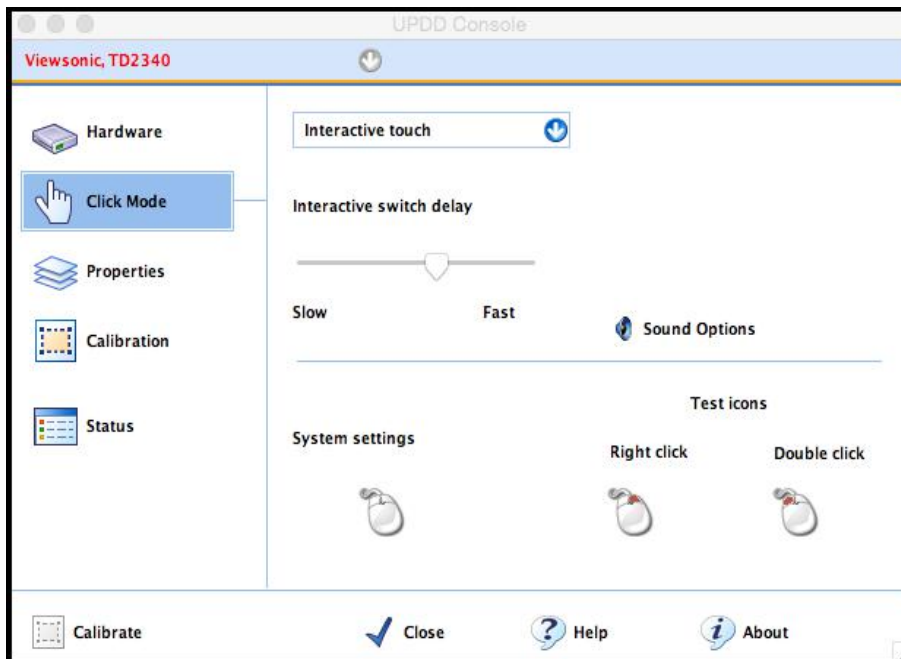 UPDD Console
Viewsonic, TD2340
Hardware
Click Mode
Properties
Calibration
Status
Interactive touch
Interactive switch delay
Slow Fast
Sound Options
Test icons
System settings
Right click Double click
Calibrate Close Help About